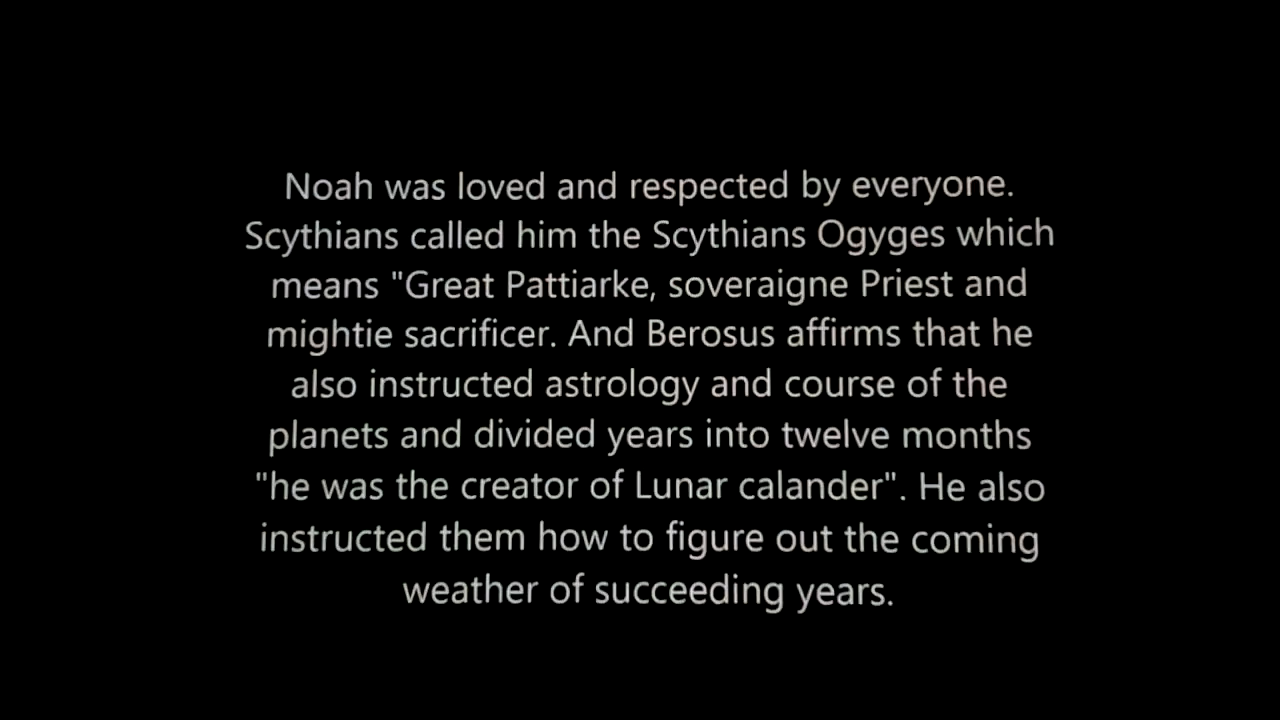 Noah was loved and respected by everyone.
Scythians called him the Scythians Ogyges which
means "Great Pattiarke, soveraigne Priest and
mightie sacrificer. And Berosus affirms that he
also instructed astrology and course of the
planets and divided years into twelve months
"he was the creator of Lunar calander". He also
instructed them how to figure out the coming
weather of succeeding years.